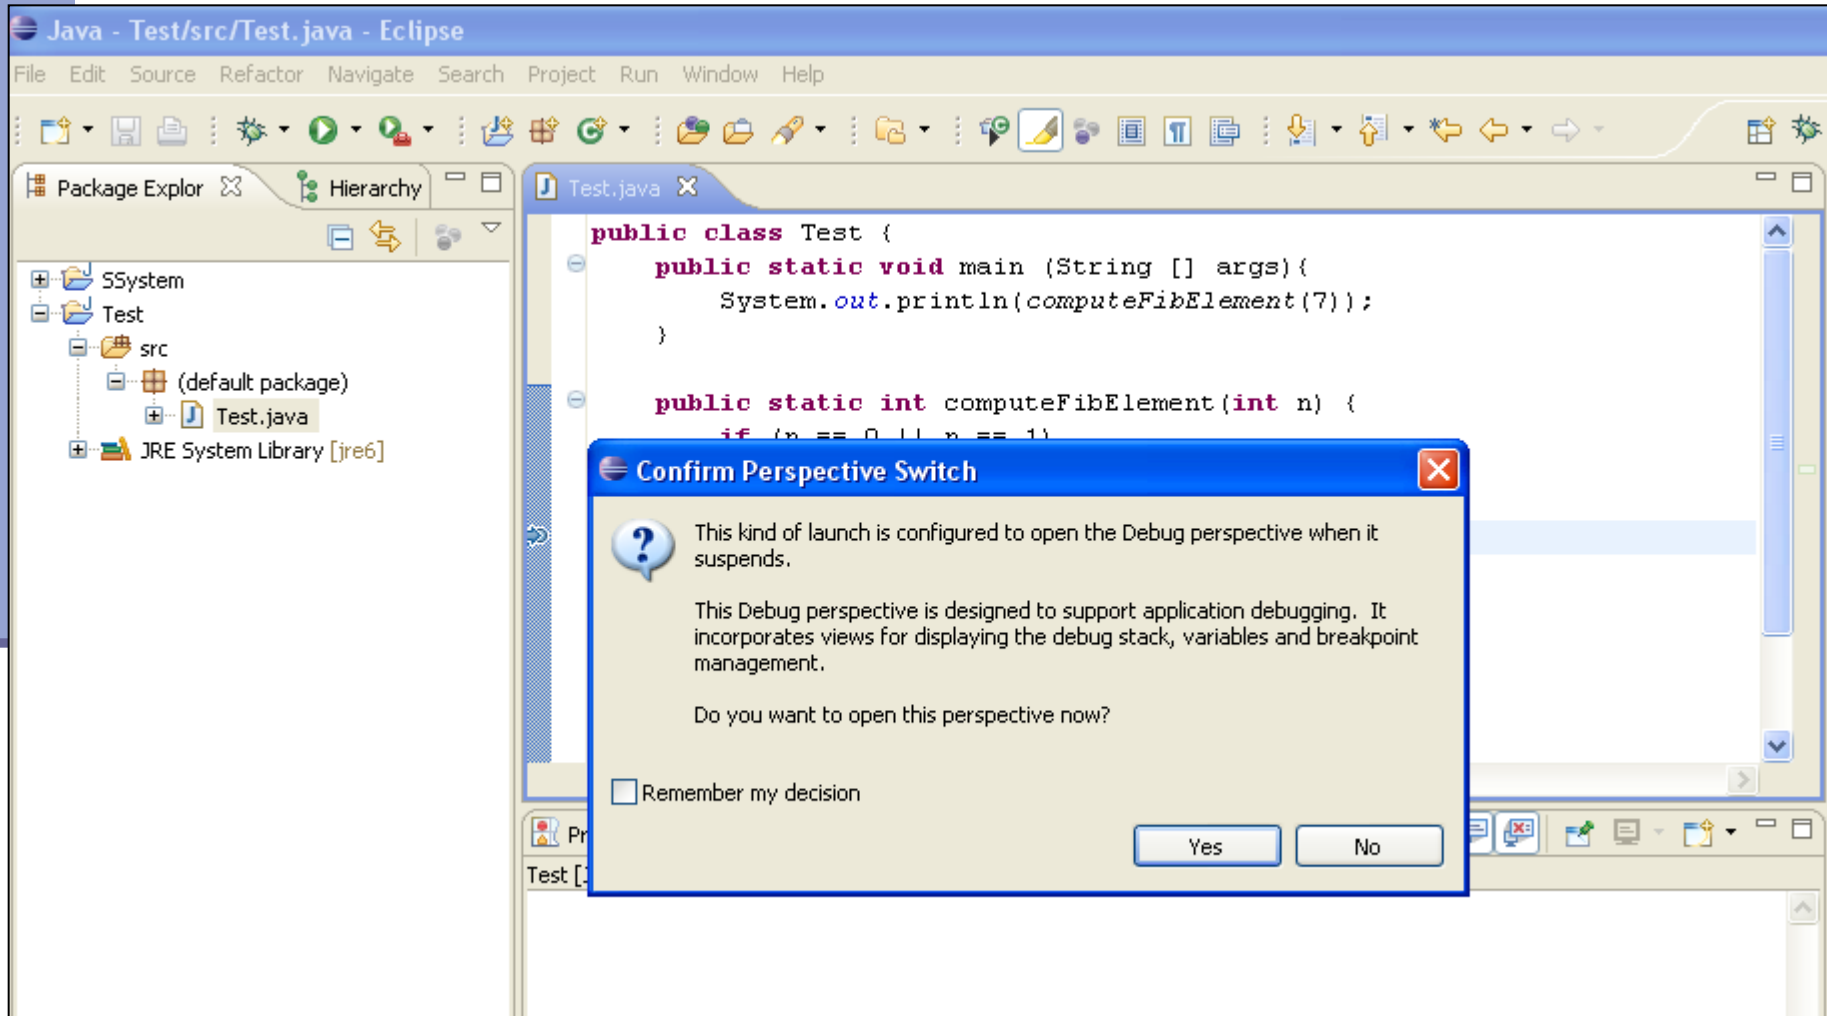 Java - Test/src/Test.java - Eclipse
File Edit Source Refactor Navigate Search Project Run Window Help
Package Explor Hierarchy
Test.java
SSystem
Test
src
(default package)
Test.java
JRE System Library [jre6]
public class Test {
public static void main (String [] args){
System.out.println(computeFibElement(7));
}
public static int computeFibElement(int n) {
if (n == 0 || n == 1)
Confirm Perspective Switch
This kind of launch is configured to open the Debug perspective when it
suspends.
This Debug perspective is designed to support application debugging. It
incorporates views for displaying the debug stack, variables and breakpoint
management.
Do you want to open this perspective now?
Remember my decision
Yes No
Pr
Test [